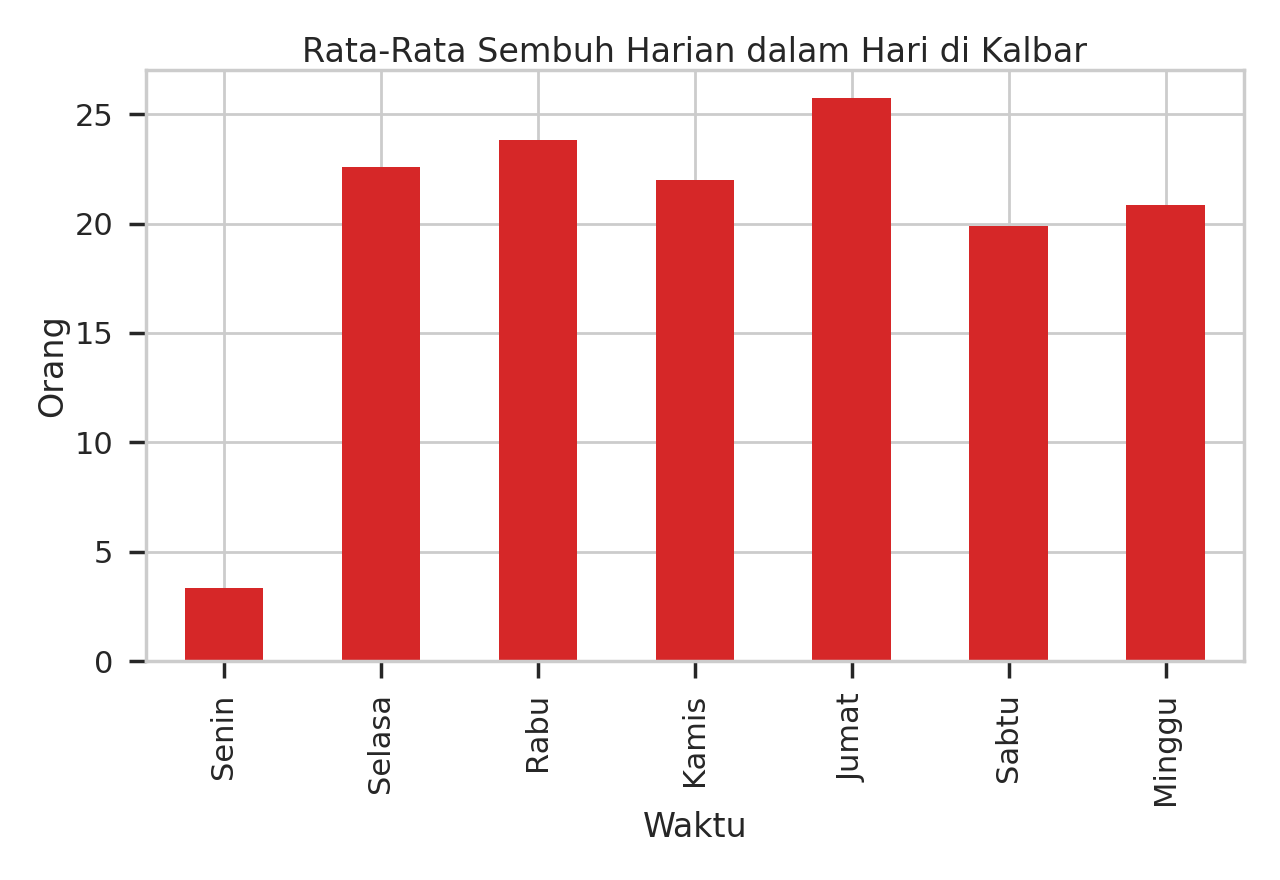 Rata-Rata Sembuh Harian dalam Hari di Kalbar
Orang
25
20
15
10
5
0
Senin
Selasa
Rabu
Kamis
Jumat
Sabtu
Minggu
Waktu